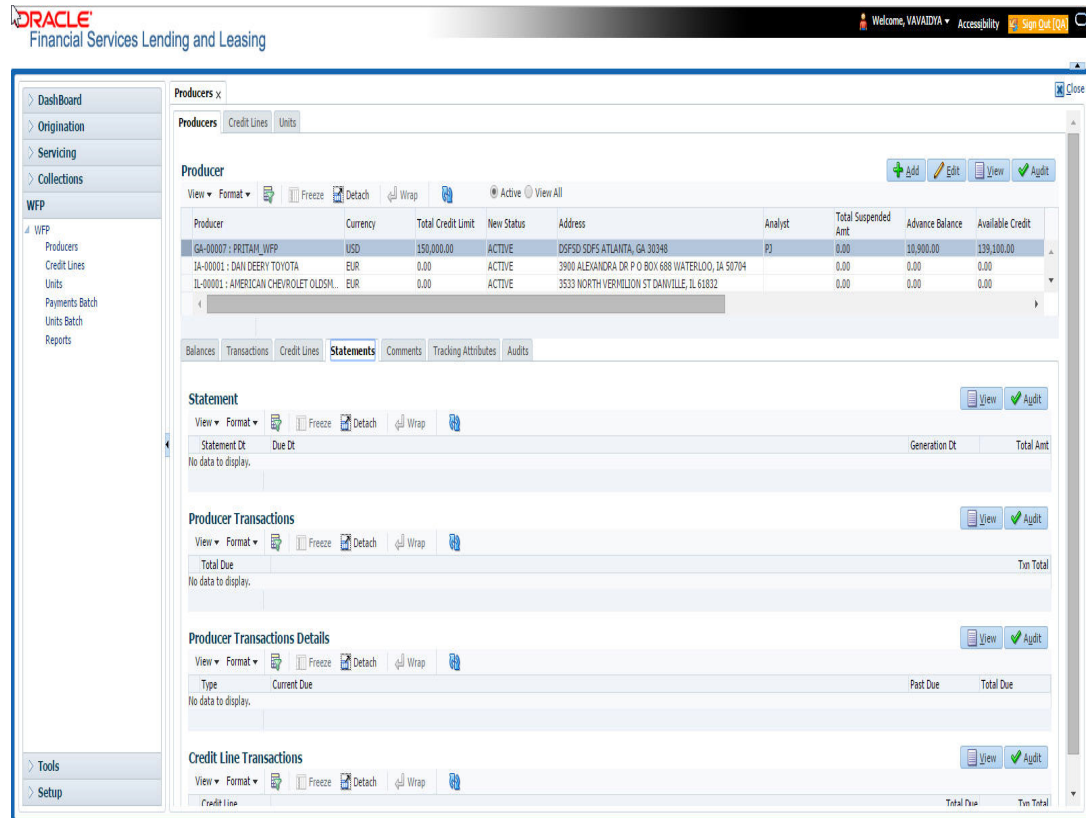 ORACLE'
Financial Services Lending and Leasing
Welcome, VAVAIDYA Accessibility Sign Out [QA]
Close
DashBoard
Origination
Servicing
Collections
WFP
WFP
Producers
Credit Lines
Units
Payments Batch
Units Batch
Reports
Tools
Setup
Producers x
Producers Credit Lines Units
Producer
Add Edit View Audit
View Format Freeze Detach Wrap Active View All
Producer Currency Total Credit Limit New Status Address Analyst Total Suspended Amt Advance Balance Available Credit
GA-00007 : PRITAM_WFP USD 150,000.00 ACTIVE DSFSD SDFS ATLANTA, GA 30348 PJ 0.00 10,900.00 139,100.00
IA-00001 : DAN DEERY TOYOTA EUR 0.00 ACTIVE 3900 ALEXANDRA DR P O BOX 688 WATERLOO, IA 50704 0.00 0.00 0.00
IL-00001 : AMERICAN CHEVROLET OLDSM... EUR 0.00 ACTIVE 3533 NORTH VERMILION ST DANVILLE, IL 61832 0.00 0.00 0.00
Balances Transactions Credit Lines Statements Comments Tracking Attributes Audits
Statement
View Audit
View Format Freeze Detach Wrap
Statement Dt Due Dt Generation Dt Total Amt
No data to display.
Producer Transactions
View Audit
View Format Freeze Detach Wrap
Total Due Txn Total
No data to display.
Producer Transactions Details
View Audit
View Format Freeze Detach Wrap
Type Current Due Past Due Total Due
No data to display.
Credit Line Transactions
View Audit
View Format Freeze Detach Wrap
Credit Line Total Due Txn Total